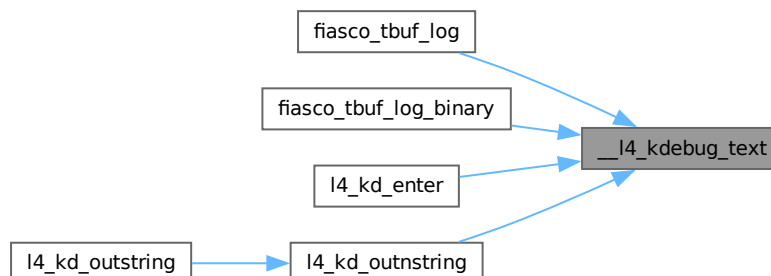 fiasco_tbuf_log
fiasco_tbuf_log_binary
__l4_kdebug_text
l4_kd_enter
l4_kd_outstring
l4_kd_outnstring